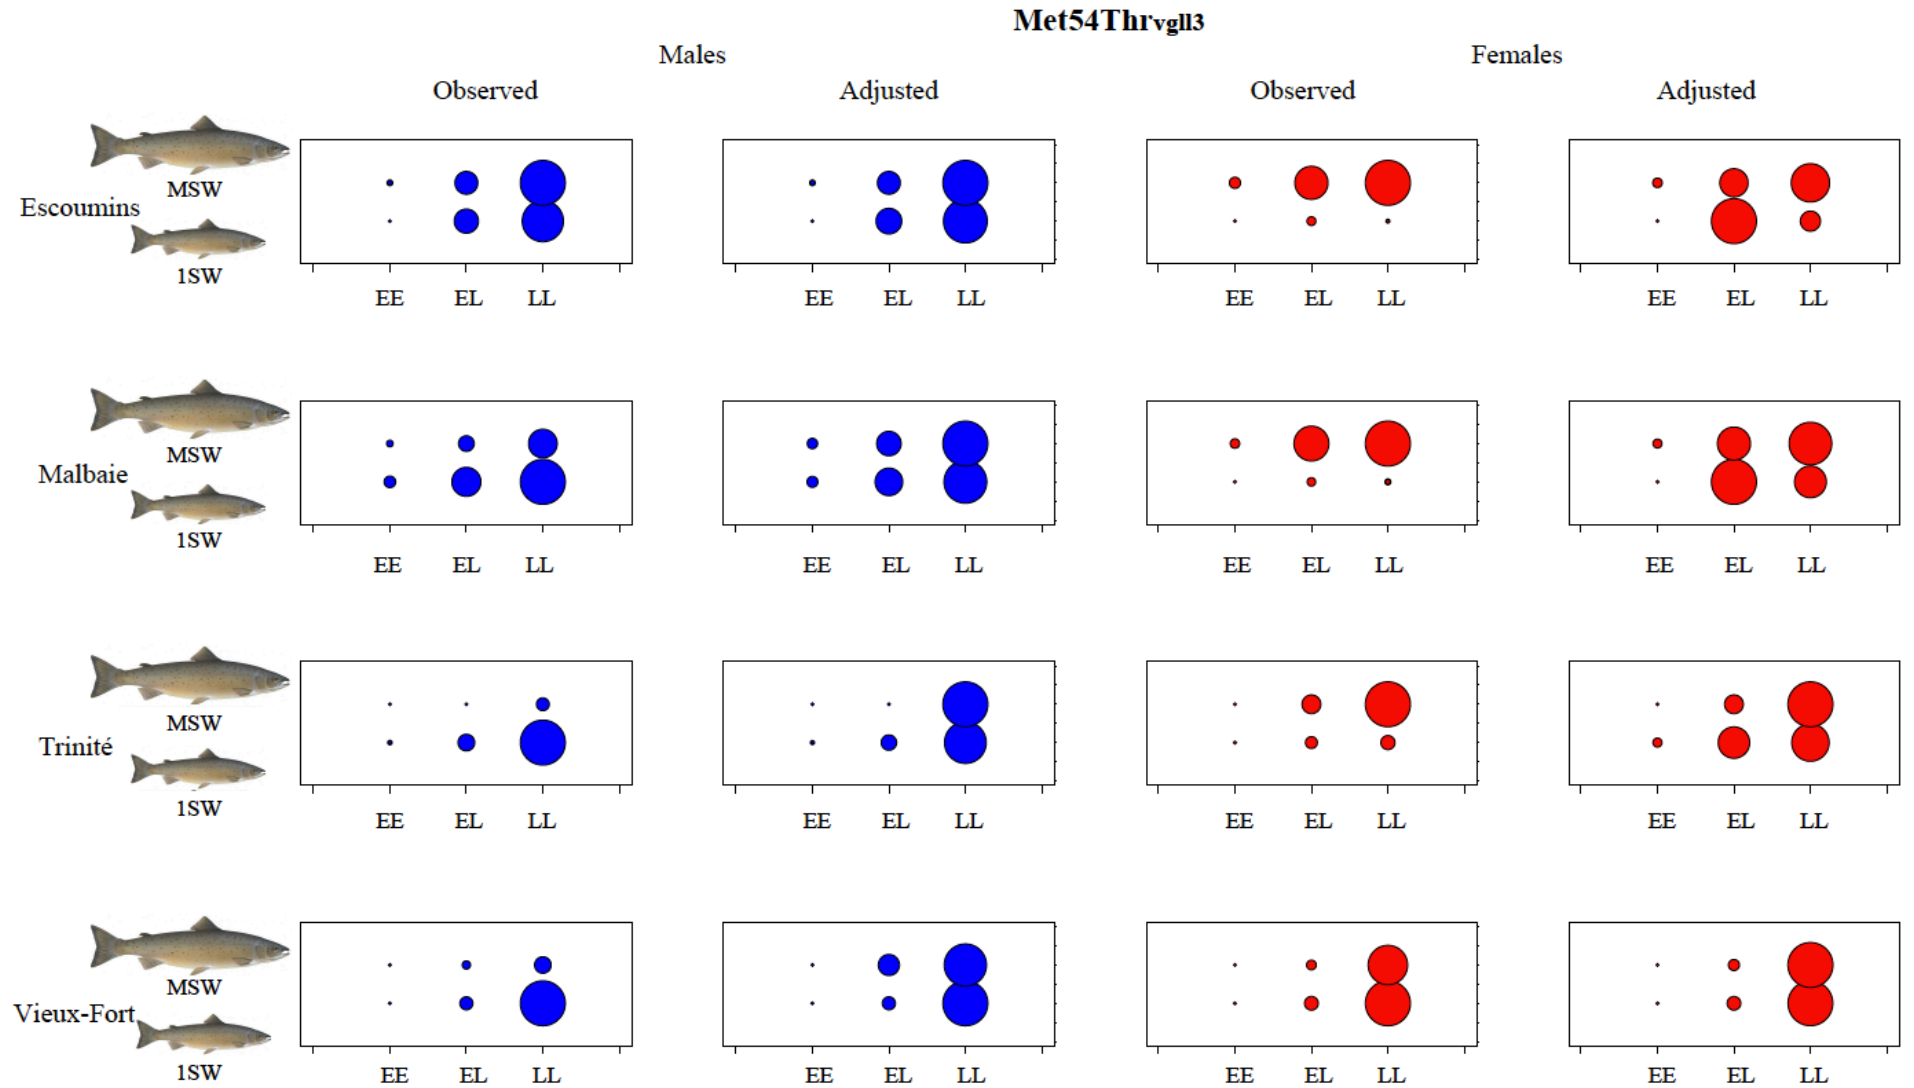 Met54Thrvgll3
Males Females
Observed Adjusted Observed Adjusted
MSW
Escoumins
1SW
EE EL LL EE EL LL EE EL LL EE EL LL
MSW
Malbaie
1SW
EE EL LL EE EL LL EE EL LL EE EL LL
MSW
Trinité
1SW
EE EL LL EE EL LL EE EL LL EE EL LL
MSW
Vieux-Fort
1SW
EE EL LL EE EL LL EE EL LL EE EL LL